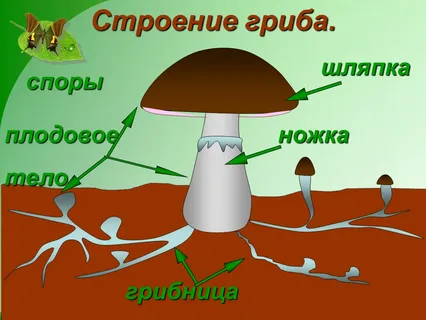 Строение гриба.
шляпка
споры
плодовое
тело
ножка
грибница